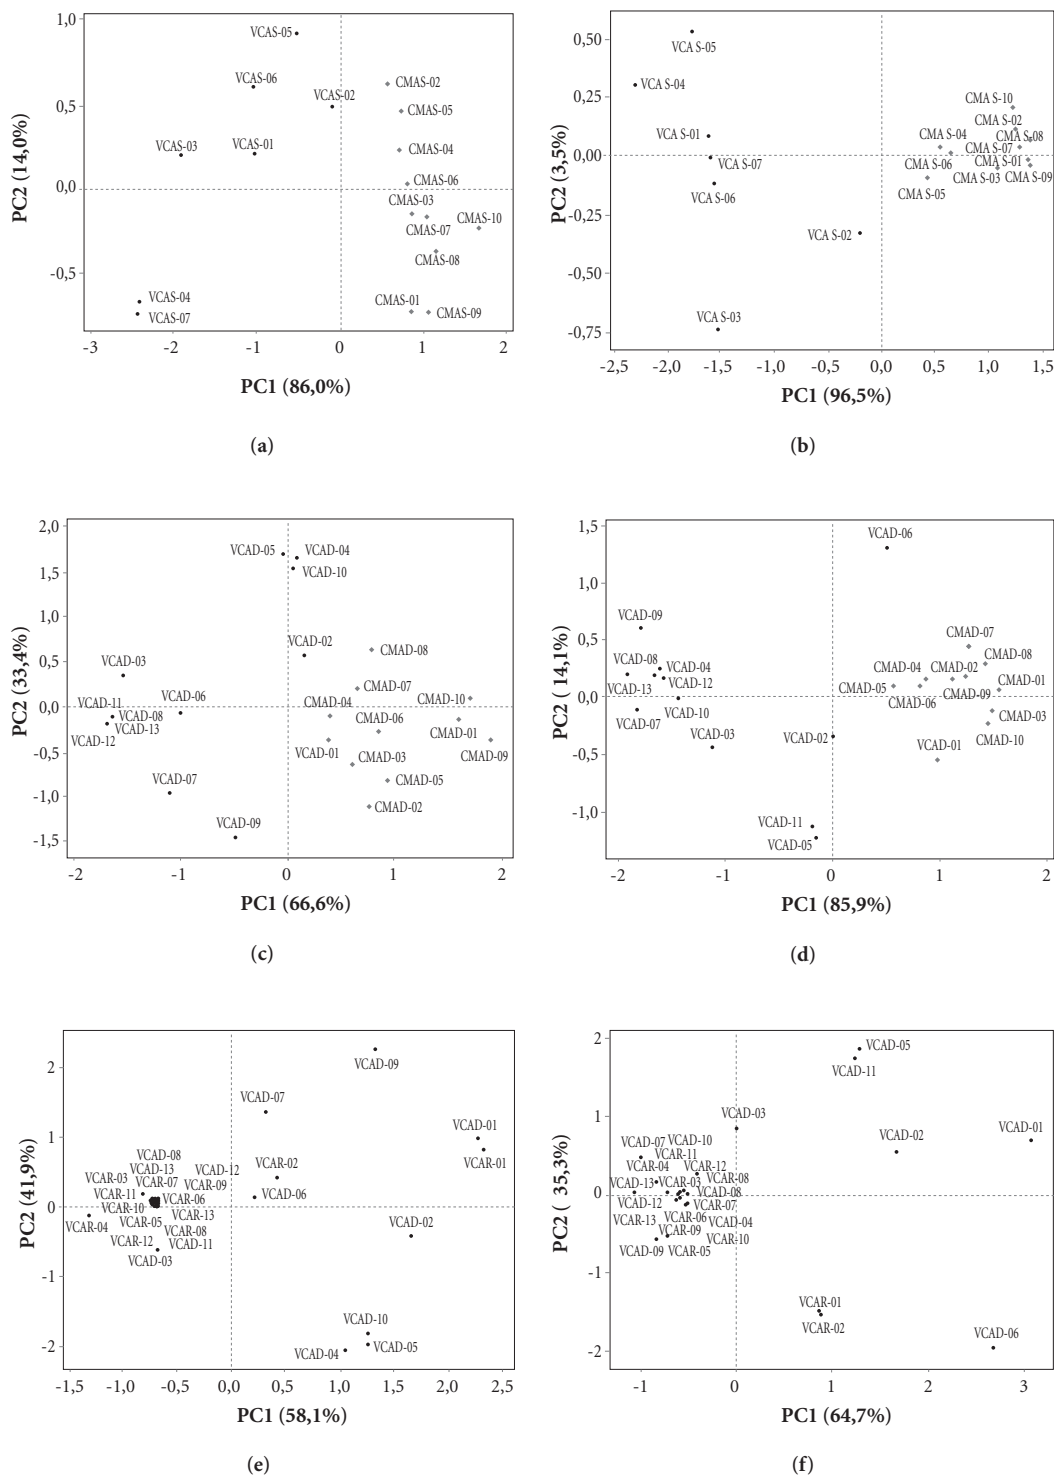 1,0
0,5
0,0
-0,5
PC2 (14,0%)
VCAS-05
VCAS-06
VCAS-02
CMAS-02
CMAS-05
VCAS-03
VCAS-01
CMAS-04
CMAS-06
CMAS-03
CMAS-10
CMAS-07
CMAS-08
VCAS-04
VCAS-07
CMAS-01
CMAS-09
-3 -2 -1 0 1 2
PC1 (86,0%)
(a)
0,50
0,25
0,00
-0,25
-0,50
-0,75
PC2 (3,5%)
VCA S-05
VCA S-04
CMA S-10
CMA S-02
VCA S-01
CMA S-04
CMA S-08
CMA S-07
VCA S-07
CMA S-06
CMA S-01
CMA S-03
CMA S-09
VCA S-06
CMA S-05
VCA S-02
VCA S-03
-2,5 -2,0 -1,5 -1,0 -0,5 0,0 0,5 1,0 1,5
PC1 (96,5%)
(b)
2,0
1,5
1,0
0,5
0,0
-0,5
-1,0
-1,5
PC2 (33,4%)
VCAD-05
VCAD-04
VCAD-10
VCAD-02
CMAD-08
VCAD-03
CMAD-07
VCAD-11
VCAD-06
CMAD-04
CMAD-10
VCAD-08
CMAD-06
VCAD-13
CMAD-01
VCAD-12
VCAD-01
CMAD-03
CMAD-09
VCAD-07
CMAD-05
CMAD-02
VCAD-09
-2 -1 0 1 2
PC1 (66,6%)
(c)
1,5
1,0
0,5
0,0
-0,5
-1,0
PC2 ( 14,1%)
VCAD-06
VCAD-09
CMAD-07
VCAD-08
VCAD-04
CMAD-04
CMAD-02
CMAD-08
VCAD-13
VCAD-12
CMAD-05
CMAD-01
CMAD-09
CMAD-06
VCAD-10
CMAD-03
VCAD-07
VCAD-03
VCAD-02
VCAD-01
CMAD-10
VCAD-11
VCAD-05
-2 -1 0 1 2
PC1 (85,9%)
(d)
2
1
0
-1
-2
PC2 (41,9%)
VCAD-09
VCAD-07
VCAD-01
VCAR-01
VCAD-08
VCAD-13
VCAD-12
VCAR-02
VCAR-03
VCAR-07
VCAR-09
VCAR-11
VCAR-06
VCAD-06
VCAR-10
VCAR-13
VCAR-04
VCAR-05
VCAD-02
VCAR-08
VCAR-12
VCAD-11
VCAD-03
VCAD-10
VCAD-04
VCAD-05
-1,5 -1,0 -0,5 0,0 0,5 1,0 1,5 2,0 2,5
PC1 (58,1%)
(e)
2
1
0
-1
-2
PC2 ( 35,3%)
VCAD-05
VCAD-11
VCAD-03
VCAD-01
VCAD-02
VCAD-07
VCAD-10
VCAR-11
VCAR-04
VCAR-12
VCAR-08
VCAD-13
VCAR-03
VCAD-08
VCAD-12
VCAR-07
VCAR-13
VCAR-06
VCAD-04
VCAR-09
VCAR-10
VCAD-09
VCAR-05
VCAR-01
VCAR-02
VCAD-06
-1 0 1 2 3
PC1 (64,7%)
(f)